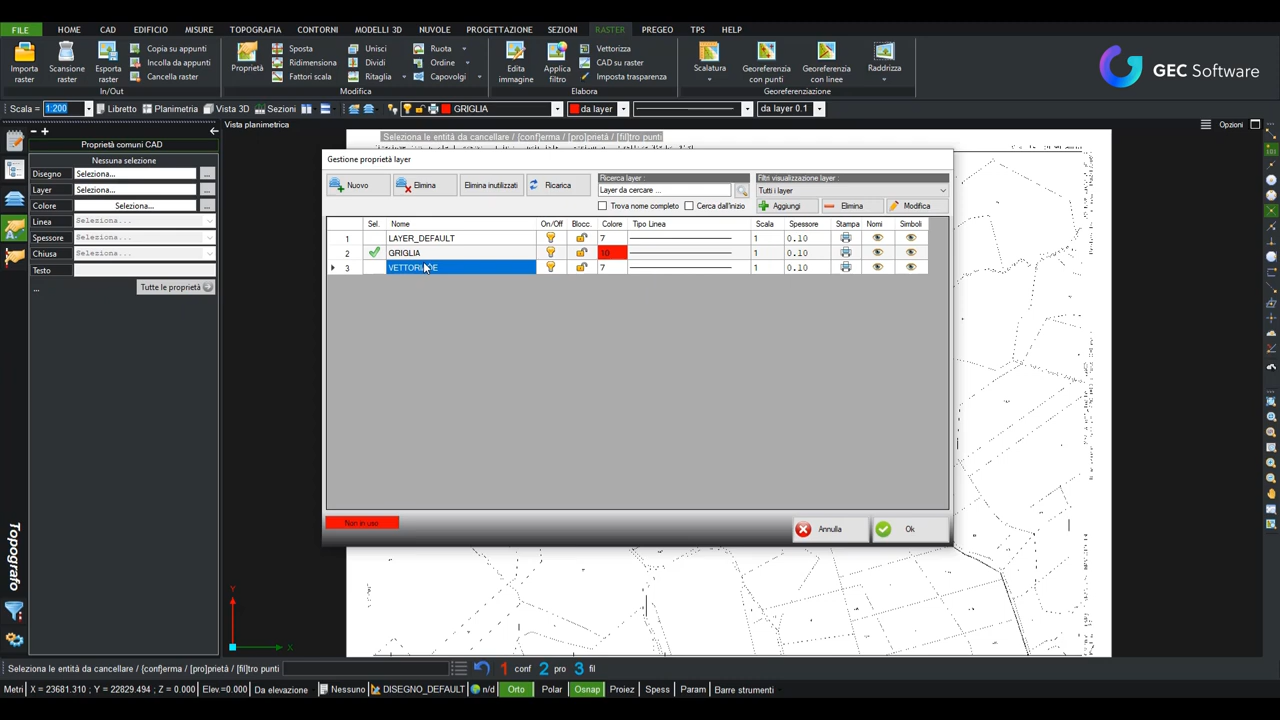 FILE HOME CAD EDIFICIO MISURE TOPOGRAFIA CONTORNI MODELLI 3D NUVOLE PROGETTAZIONE SEZIONI RASTER PREGEO TPS HELP
Importa raster Scansione raster Esporta raster Copia su appunti Incolla da appunti Cancella raster
Proprietà Sposta Ridimensiona Fattori scala Unisci Dividi Ritaglia Ruota Ordine Capovolgi
Edita immagine Applica filtro Vettorizza CAD su raster Imposta trasparenza
Scalatura Georeferenzia con punti Georeferenzia con linee Raddrizza
In/Out Modifica Elabora Georeferenziazione
GEC Software
Scala = 1:200 Libretto Planimetria Vista 3D Sezioni GRIGLIA da layer da layer 0.1
Vista planimetrica Opzioni
Seleziona le entità da cancellare / [conf]erma / [pro]prietà / [fil]tro punti
Proprietà comuni CAD
Nessuna selezione
Disegno Seleziona... ...
Layer Seleziona... ...
Colore Seleziona... ...
Linea Seleziona...
Spessore Seleziona...
Testo
... Tutte le proprietà
Topografo
Gestione proprietà layer
Nuovo Elimina Elimina inutilizzati Ricarica
Ricerca layer :
Layer da cercare ...
Trova nome completo Cerca dall'inizio
Filtri visualizzazione layer :
Tutti i layer
Aggiungi Elimina Modifica
Sel. Nome On/Off Blocc. Colore Tipo Linea Scala Spessore Stampa Nomi Simboli
1 LAYER_DEFAULT 7 1 0.10
2 GRIGLIA 10 1 0.10
3 7 1 0.10
Non in uso
Annulla Ok
Y
X
Seleziona le entità da cancellare / [conf]erma / [pro]prietà / [fil]tro punti 1 conf 2 pro 3 fil
Metri X = 23681.310 ; Y = 22829.494 ; Z = 0.000 Elev.=0.000 Da elevazione Nessuno DISEGNO_DEFAULT n/d Orto Polar Osnap Proiez Spess Param Barre strumenti